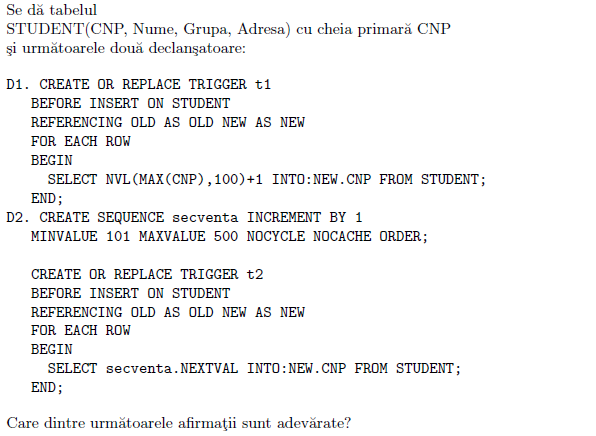 Se dă tabelul
STUDENT(CNP, Nume, Grupa, Adresa) cu cheia primară CNP
şi următoarele două declanşatoare:
D1. CREATE OR REPLACE TRIGGER t1
BEFORE INSERT ON STUDENT
REFERENCING OLD AS OLD NEW AS NEW
FOR EACH ROW
BEGIN
SELECT NVL(MAX(CNP),100)+1 INTO:NEW.CNP FROM STUDENT;
END;
D2. CREATE SEQUENCE secventa INCREMENT BY 1
MINVALUE 101 MAXVALUE 500 NOCYCLE NOCACHE ORDER;
CREATE OR REPLACE TRIGGER t2
BEFORE INSERT ON STUDENT
REFERENCING OLD AS OLD NEW AS NEW
FOR EACH ROW
BEGIN
SELECT secventa.NEXTVAL INTO:NEW.CNP FROM STUDENT;
END;
Care dintre următoarele afirmaţii sunt adevărate?